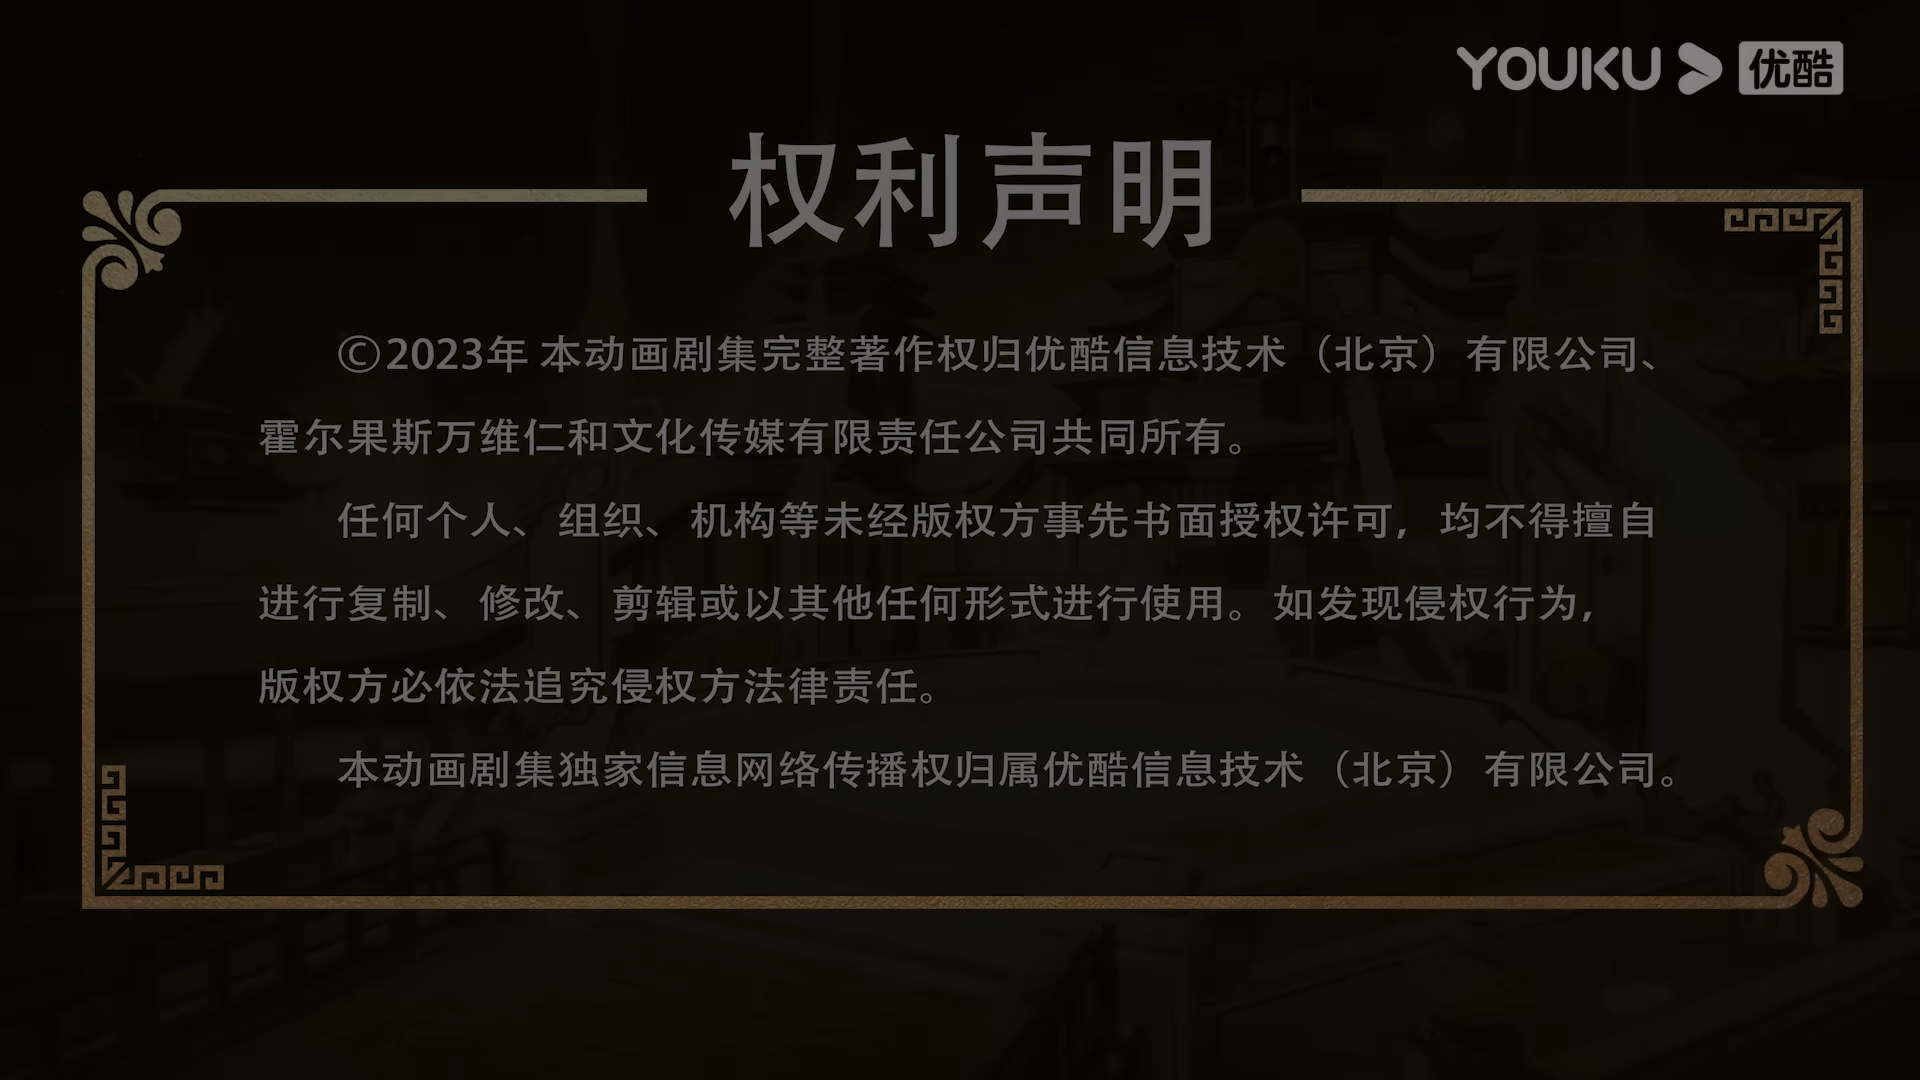 YOUKU 优酷
权利声明
©2023年 本动画剧集完整著作权归优酷信息技术（北京）有限公司、
霍尔果斯万维仁和文化传媒有限责任公司共同所有。
任何个人、组织、机构等未经版权方事先书面授权许可，均不得擅自
进行复制、修改、剪辑或以其他任何形式进行使用。如发现侵权行为，
版权方必依法追究侵权方法律责任。
本动画剧集独家信息网络传播权归属优酷信息技术（北京）有限公司。